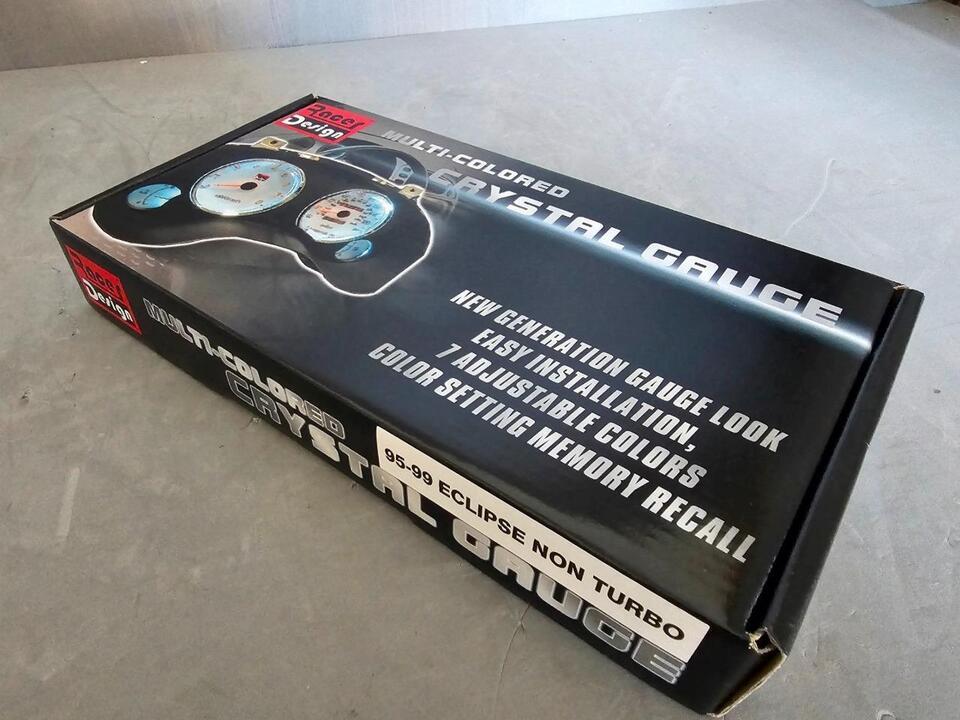 Racer
Design
MULTI-COLORED
CRYSTAL GAUGE
NEW GENERATION GAUGE LOOK
EASY INSTALLATION,
7 ADJUSTABLE COLORS
COLOR SETTING MEMORY RECALL
Racer
Design
MULTI-COLORED
CRYSTAL GAUGE
95-99 ECLIPSE NON TURBO